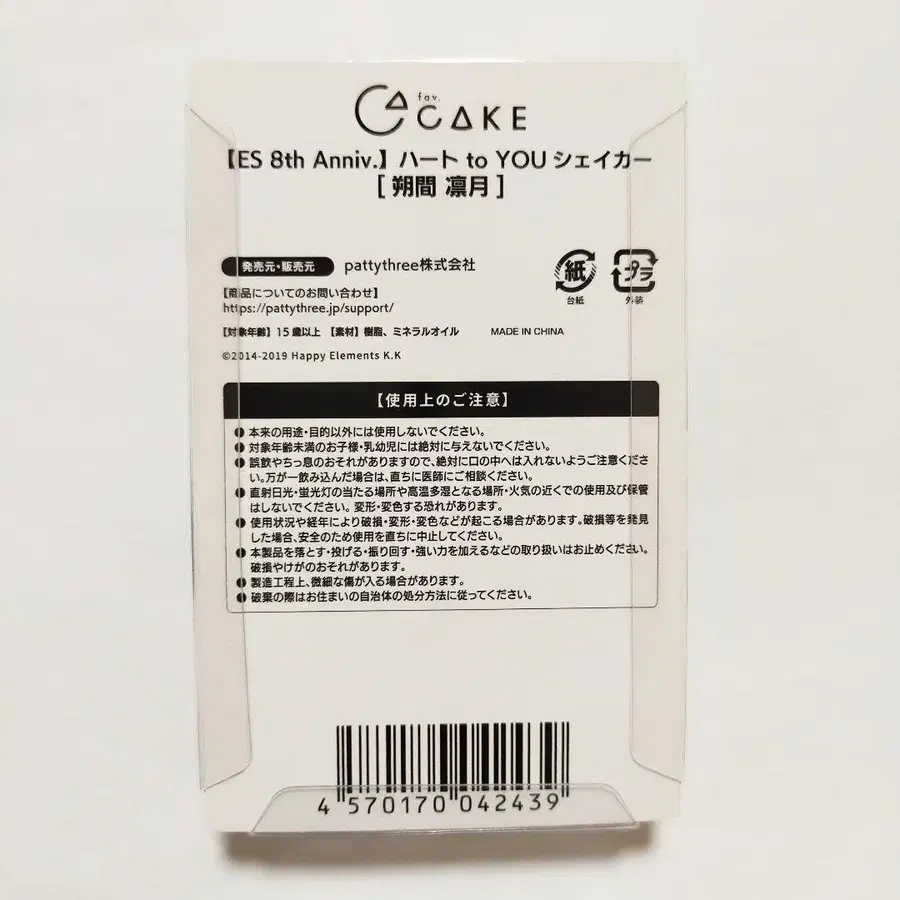 fav.
CAKE
【ES 8th Anniv.】ハート to YOU シェイカー
[ 朔間 凛月 ]
発売元・販売元 pattythree株式会社
紙 プラ
台紙 外装
【商品についてのお問い合わせ】
https://pattythree.jp/support/
【対象年齢】15歳以上 【素材】樹脂、ミネラルオイル MADE IN CHINA
©2014-2019 Happy Elements K.K
【使用上のご注意】
● 本来の用途・目的以外には使用しないでください。
● 対象年齢未満のお子様・乳幼児には絶対に与えないでください。
● 誤飲やちっ息のおそれがありますので、絶対に口の中へは入れないようご注意くださ
い。万が一飲み込んだ場合は、直ちに医師にご相談ください。
● 直射日光・蛍光灯の当たる場所や高温多湿となる場所・火気の近くでの使用及び保管
はしないでください。変形・変色する恐れがあります。
● 使用状況や経年により破損・変形・変色などが起こる場合があります。破損等を発見
した場合、安全のため使用を直ちに中止してください。
● 本製品を落とす・投げる・振り回す・強い力を加えるなどの取り扱いはお止めください。
破損やけがのおそれがあります。
● 製造工程上、微細な傷が入る場合があります。
● 破棄の際はお住まいの自治体の処分方法に従ってください。
4 570170 042439